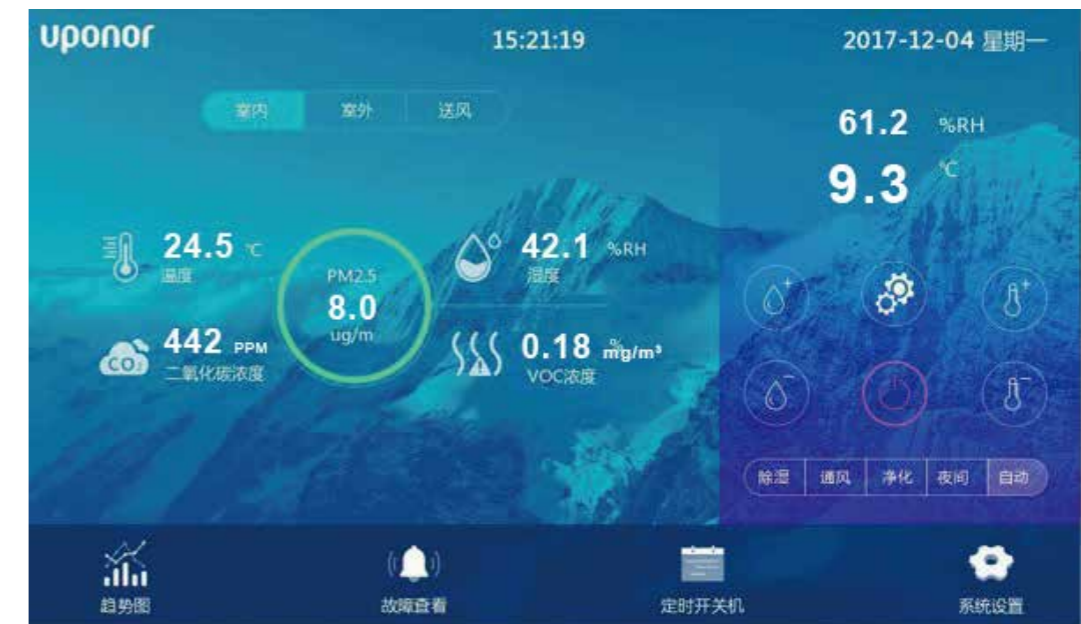 uponor
15:21:19
2017-12-04 星期一
室内 室外 送风
61.2 %RH
9.3 ℃
24.5 ℃
温度
PM2.5
8.0
ug/m
42.1 %RH
湿度
442 PPM
CO₂
二氧化碳浓度
0.18 mg/m³
VOC浓度
除湿 通风 净化 夜间 自动
趋势图
故障查看
定时开关机
系统设置